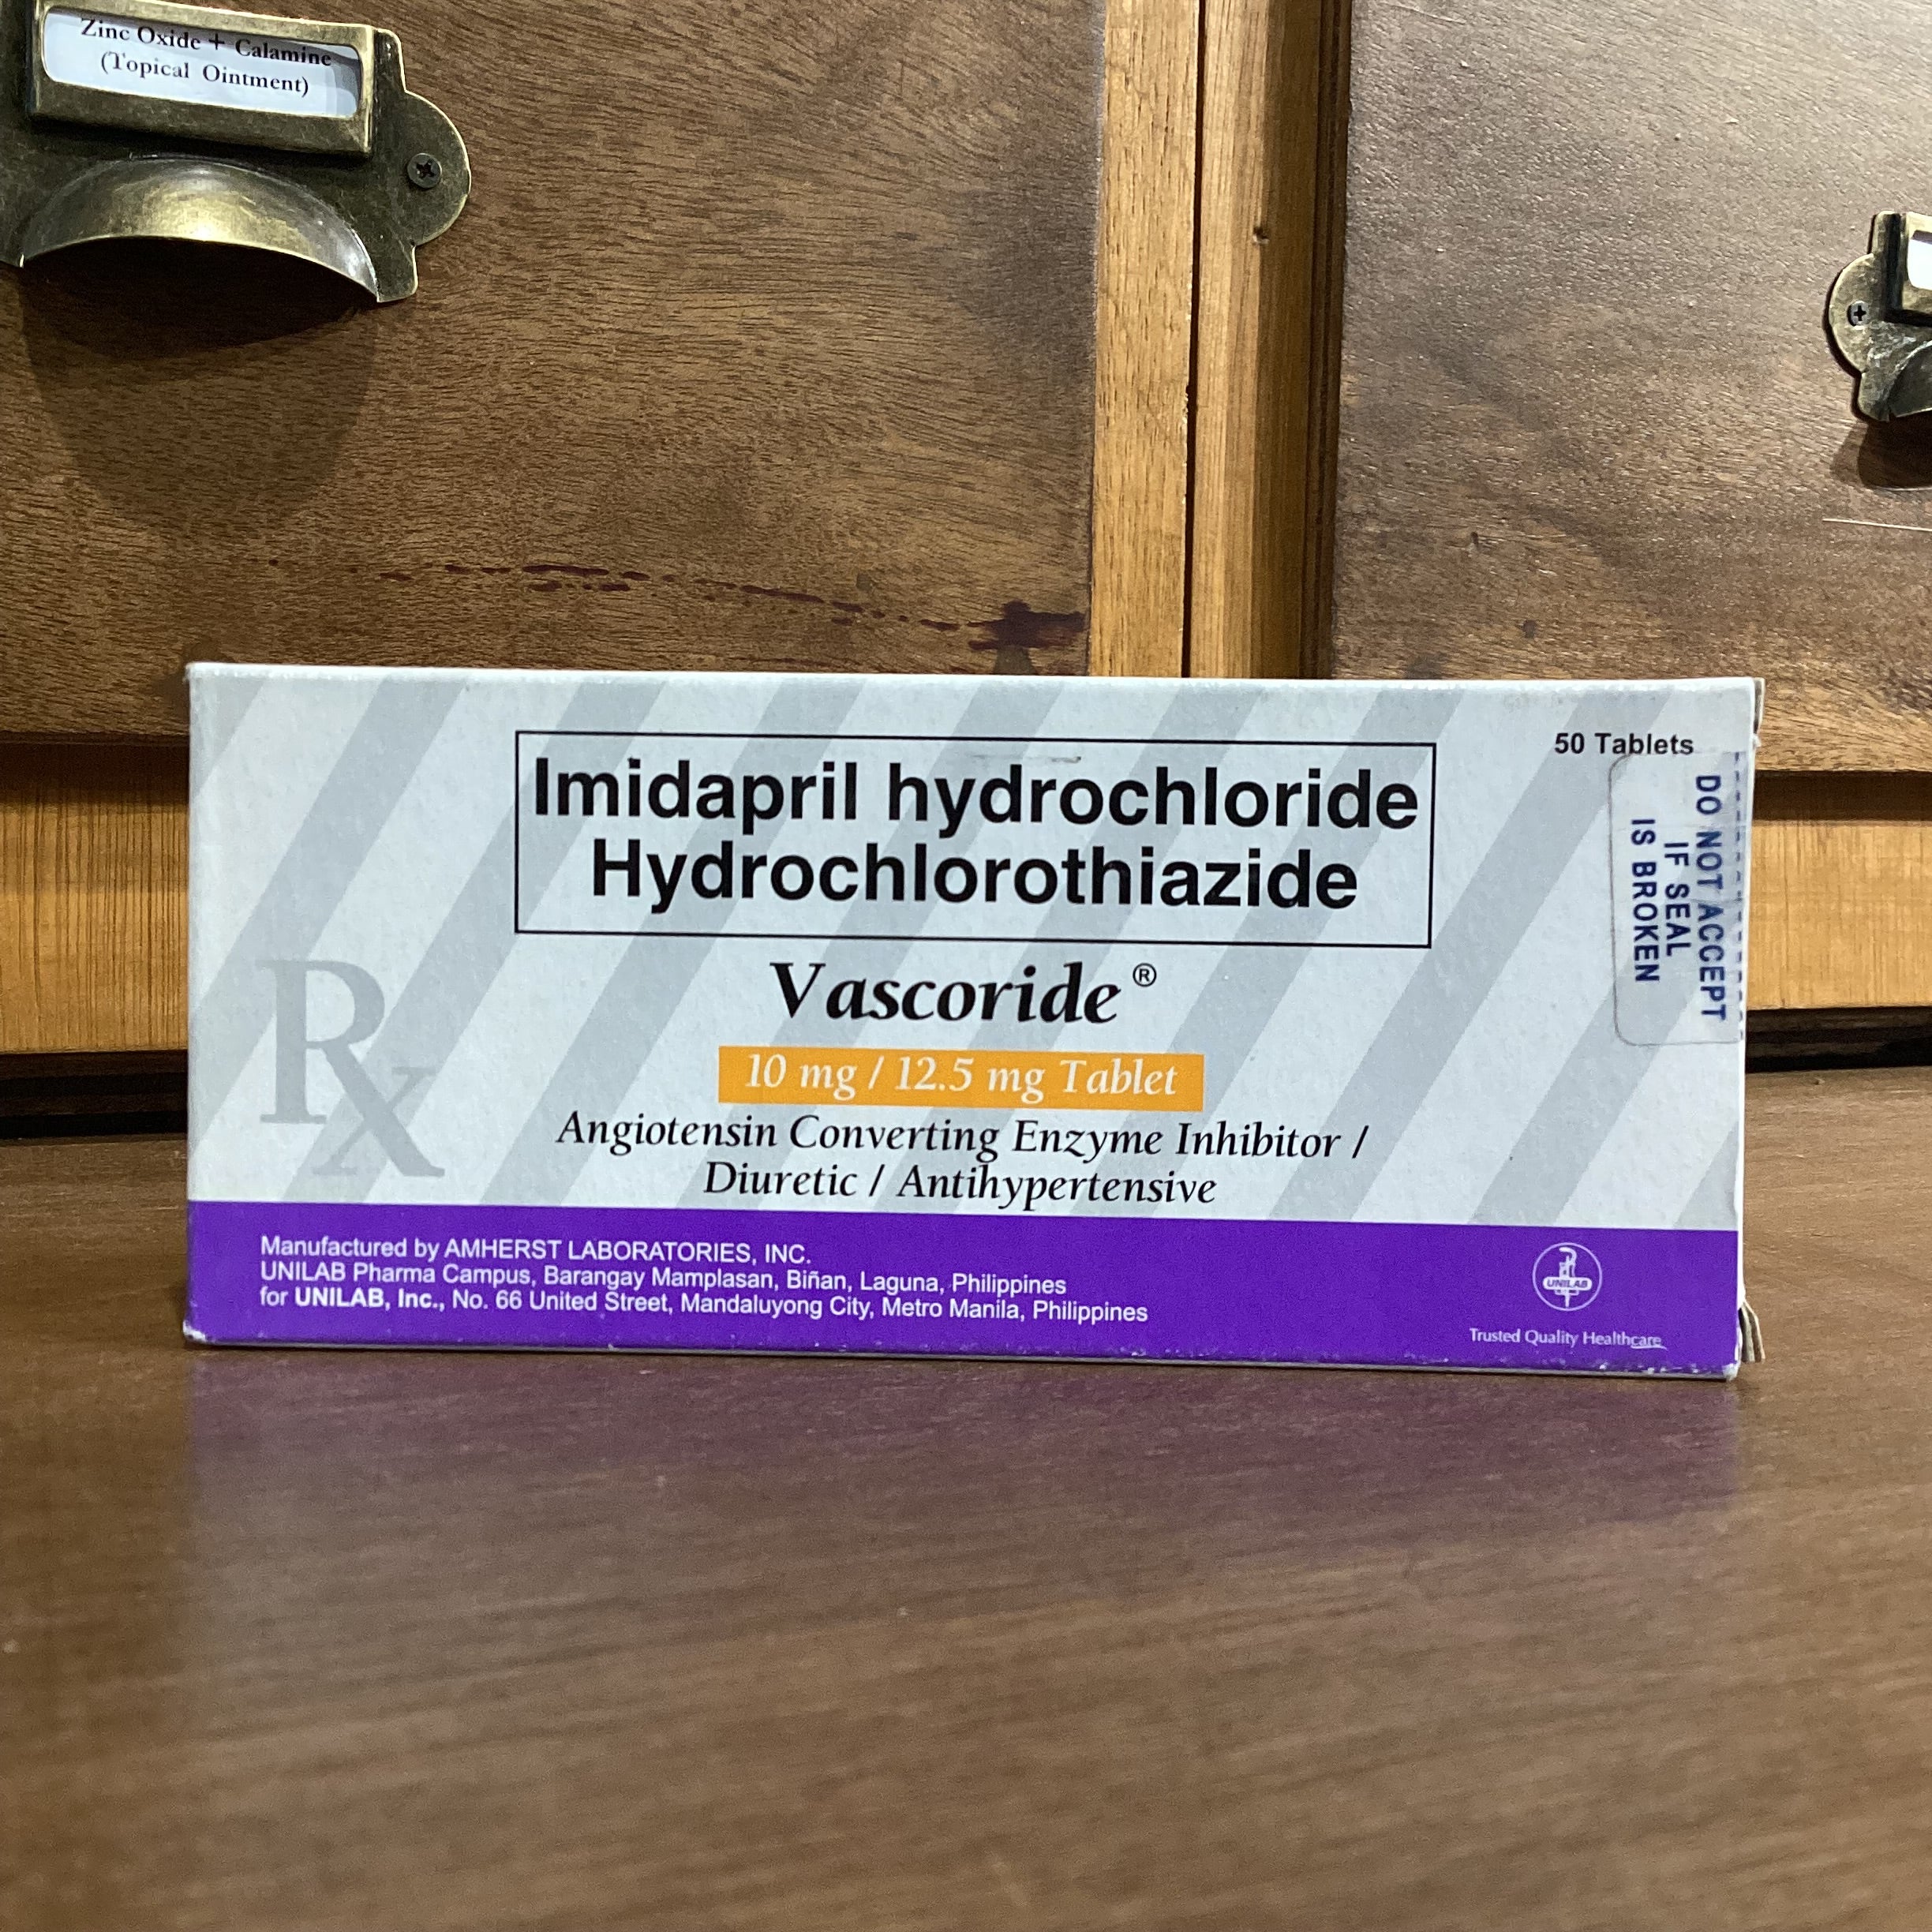 Zinc Oxide + Calamine
(Topical Ointment)
50 Tablets
Imidapril hydrochloride
Hydrochlorothiazide
Vascoride®
10 mg / 12.5 mg Tablet
Angiotensin Converting Enzyme Inhibitor /
Diuretic / Antihypertensive
Rx
DO NOT ACCEPT
IF SEAL
IS BROKEN
Manufactured by AMHERST LABORATORIES, INC.
UNILAB Pharma Campus, Barangay Mamplasan, Biñan, Laguna, Philippines
for UNILAB, Inc., No. 66 United Street, Mandaluyong City, Metro Manila, Philippines
UNILAB
Trusted Quality Healthcare